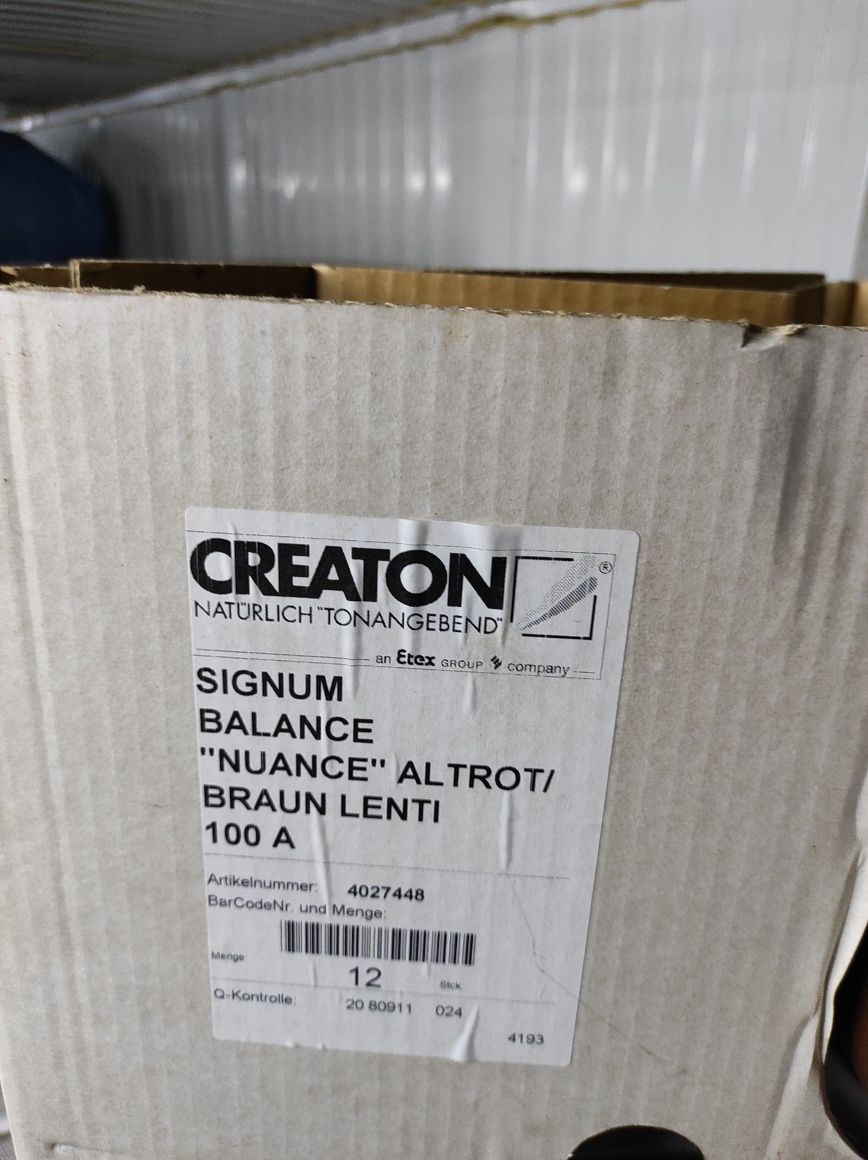 CREATON ®
NATÜRLICH "TONANGEBEND"
an Etex GROUP company
SIGNUM
BALANCE
"NUANCE" ALTROT/
BRAUN LENTI
100 A
Artikelnummer: 4027448
BarCodeNr. und Menge:
Menge 12 Stck
Q-Kontrolle: 20 80911 024
4193